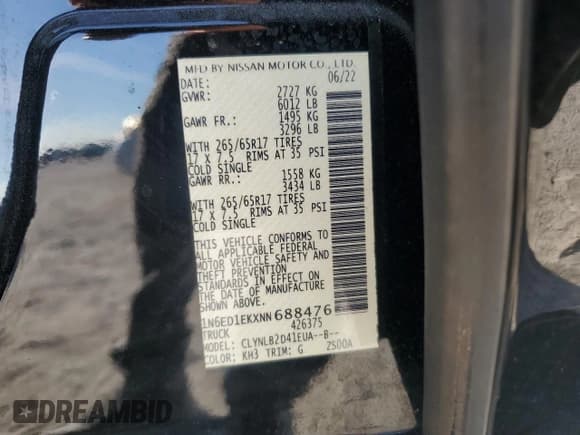 MFD BY NISSAN MOTOR CO., LTD.
DATE: 06/22
GVWR: 2727 KG
6012 LB
GAWR FR.: 1495 KG
3296 LB
WITH 265/65R17 TIRES
17 X 7.5 RIMS AT 35 PSI
COLD SINGLE
GAWR RR.: 1558 KG
3434 LB
WITH 265/65R17 TIRES
17 X 7.5 RIMS AT 35 PSI
COLD SINGLE
THIS VEHICLE CONFORMS TO
ALL APPLICABLE FEDERAL
MOTOR VEHICLE SAFETY AND
THEFT PREVENTION
STANDARDS IN EFFECT ON
THE DATE OF MANUFACTURE
SHOWN ABOVE.
1N6ED1EKXNN688476
TRUCK 426375
MODEL: CLYNLB2D41EUA--B--
COLOR: KH3 TRIM: G Z500A
DREAMBID